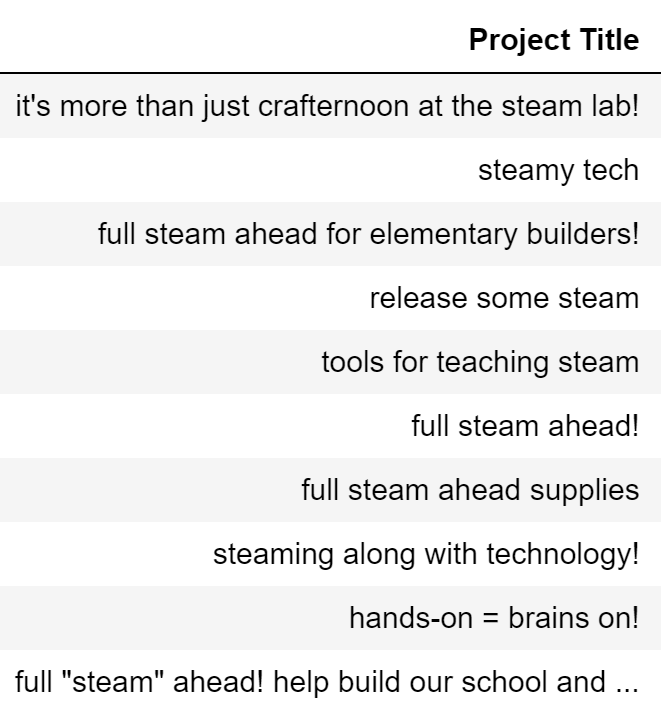 Project Title
it's more than just crafternoon at the steam lab!
steamy tech
full steam ahead for elementary builders!
release some steam
tools for teaching steam
full steam ahead!
full steam ahead supplies
steaming along with technology!
hands-on = brains on!
full "steam" ahead! help build our school and ...